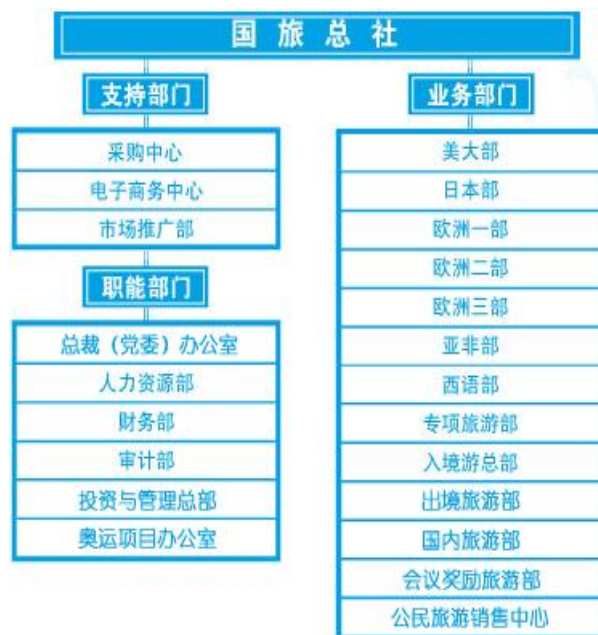 国旅总社
支持部门
采购中心
电子商务中心
市场推广部
职能部门
总裁（党委）办公室
人力资源部
财务部
审计部
投资与管理总部
奥运项目办公室
业务部门
美大部
日本部
欧洲一部
欧洲二部
欧洲三部
亚非部
西语部
专项旅游部
入境游总部
出境旅游部
国内旅游部
会议奖励旅游部
公民旅游销售中心